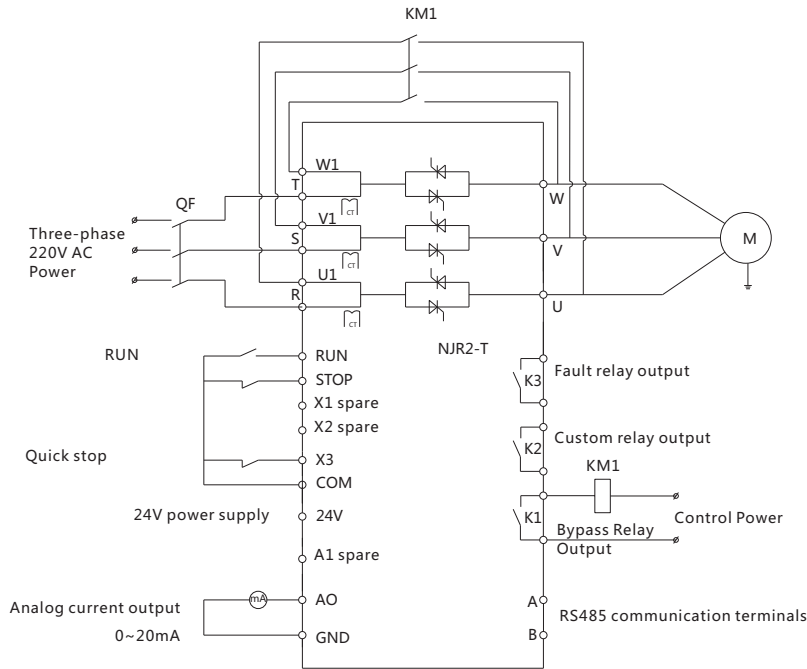 KM1
W1
T
CT
QF
V1
S
CT
U1
R
CT
Three-phase
220V AC
Power
W
V
U
M
NJR2-T
RUN
Quick stop
24V power supply
Analog current output
0~20mA
mA
RUN
STOP
X1 spare
X2 spare
X3
COM
24V
A1 spare
AO
GND
K3
Fault relay output
K2
Custom relay output
KM1
K1
Bypass Relay
Output
Control Power
A
B
RS485 communication terminals